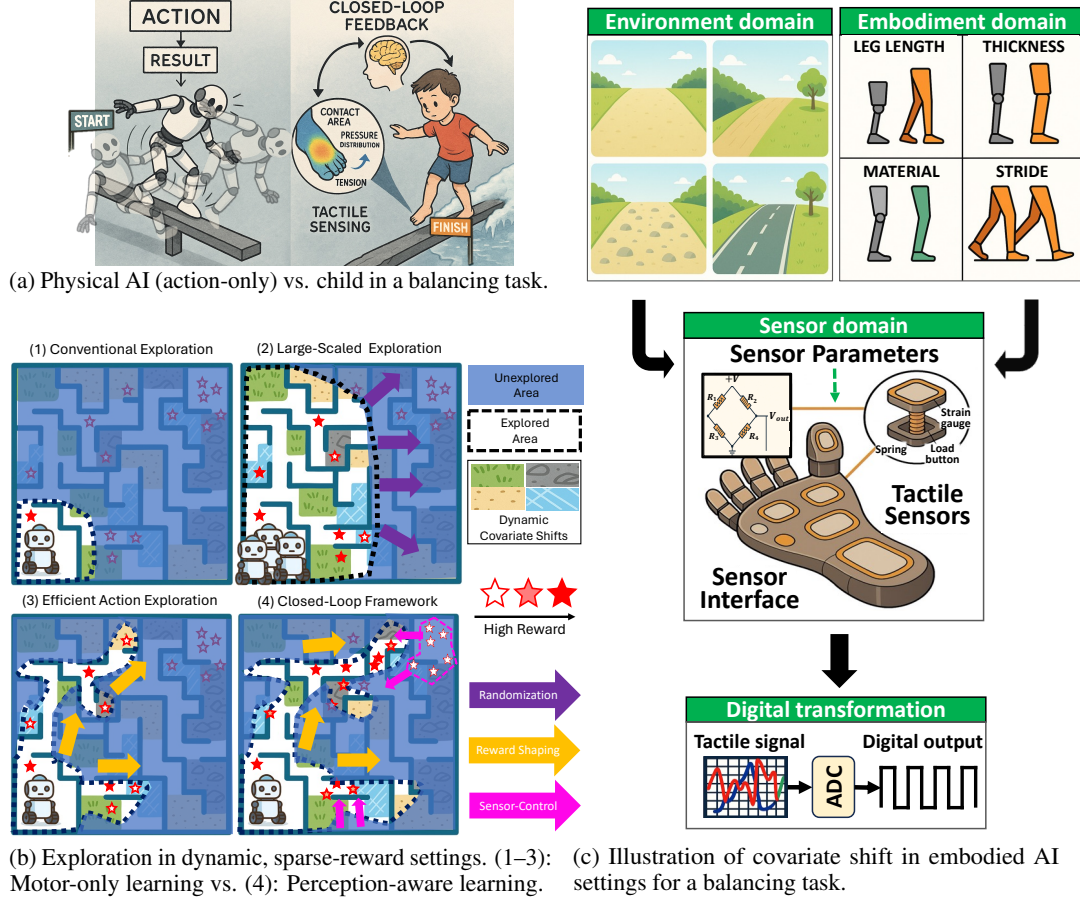 ACTION
RESULT
START
CLOSED-LOOP
FEEDBACK
CONTACT
AREA
PRESSURE
DISTRIBUTION
TENSION
TACTILE
SENSING
FINISH
(a) Physical AI (action-only) vs. child in a balancing task.
(1) Conventional Exploration
(2) Large-Scaled Exploration
(3) Efficient Action Exploration
(4) Closed-Loop Framework
Unexplored
Area
Explored
Area
Dynamic
Covariate Shifts
High Reward
Randomization
Reward Shaping
Sensor-Control
(b) Exploration in dynamic, sparse-reward settings. (1–3):
Motor-only learning vs. (4): Perception-aware learning.
Environment domain
Embodiment domain
LEG LENGTH
THICKNESS
MATERIAL
STRIDE
Sensor domain
Sensor Parameters
+V
R1
R2
Vout
R3
R4
Strain
gauge
Spring
Load
button
Tactile
Sensors
Sensor
Interface
Digital transformation
Tactile signal
Digital output
ADC
(c) Illustration of covariate shift in embodied AI
settings for a balancing task.